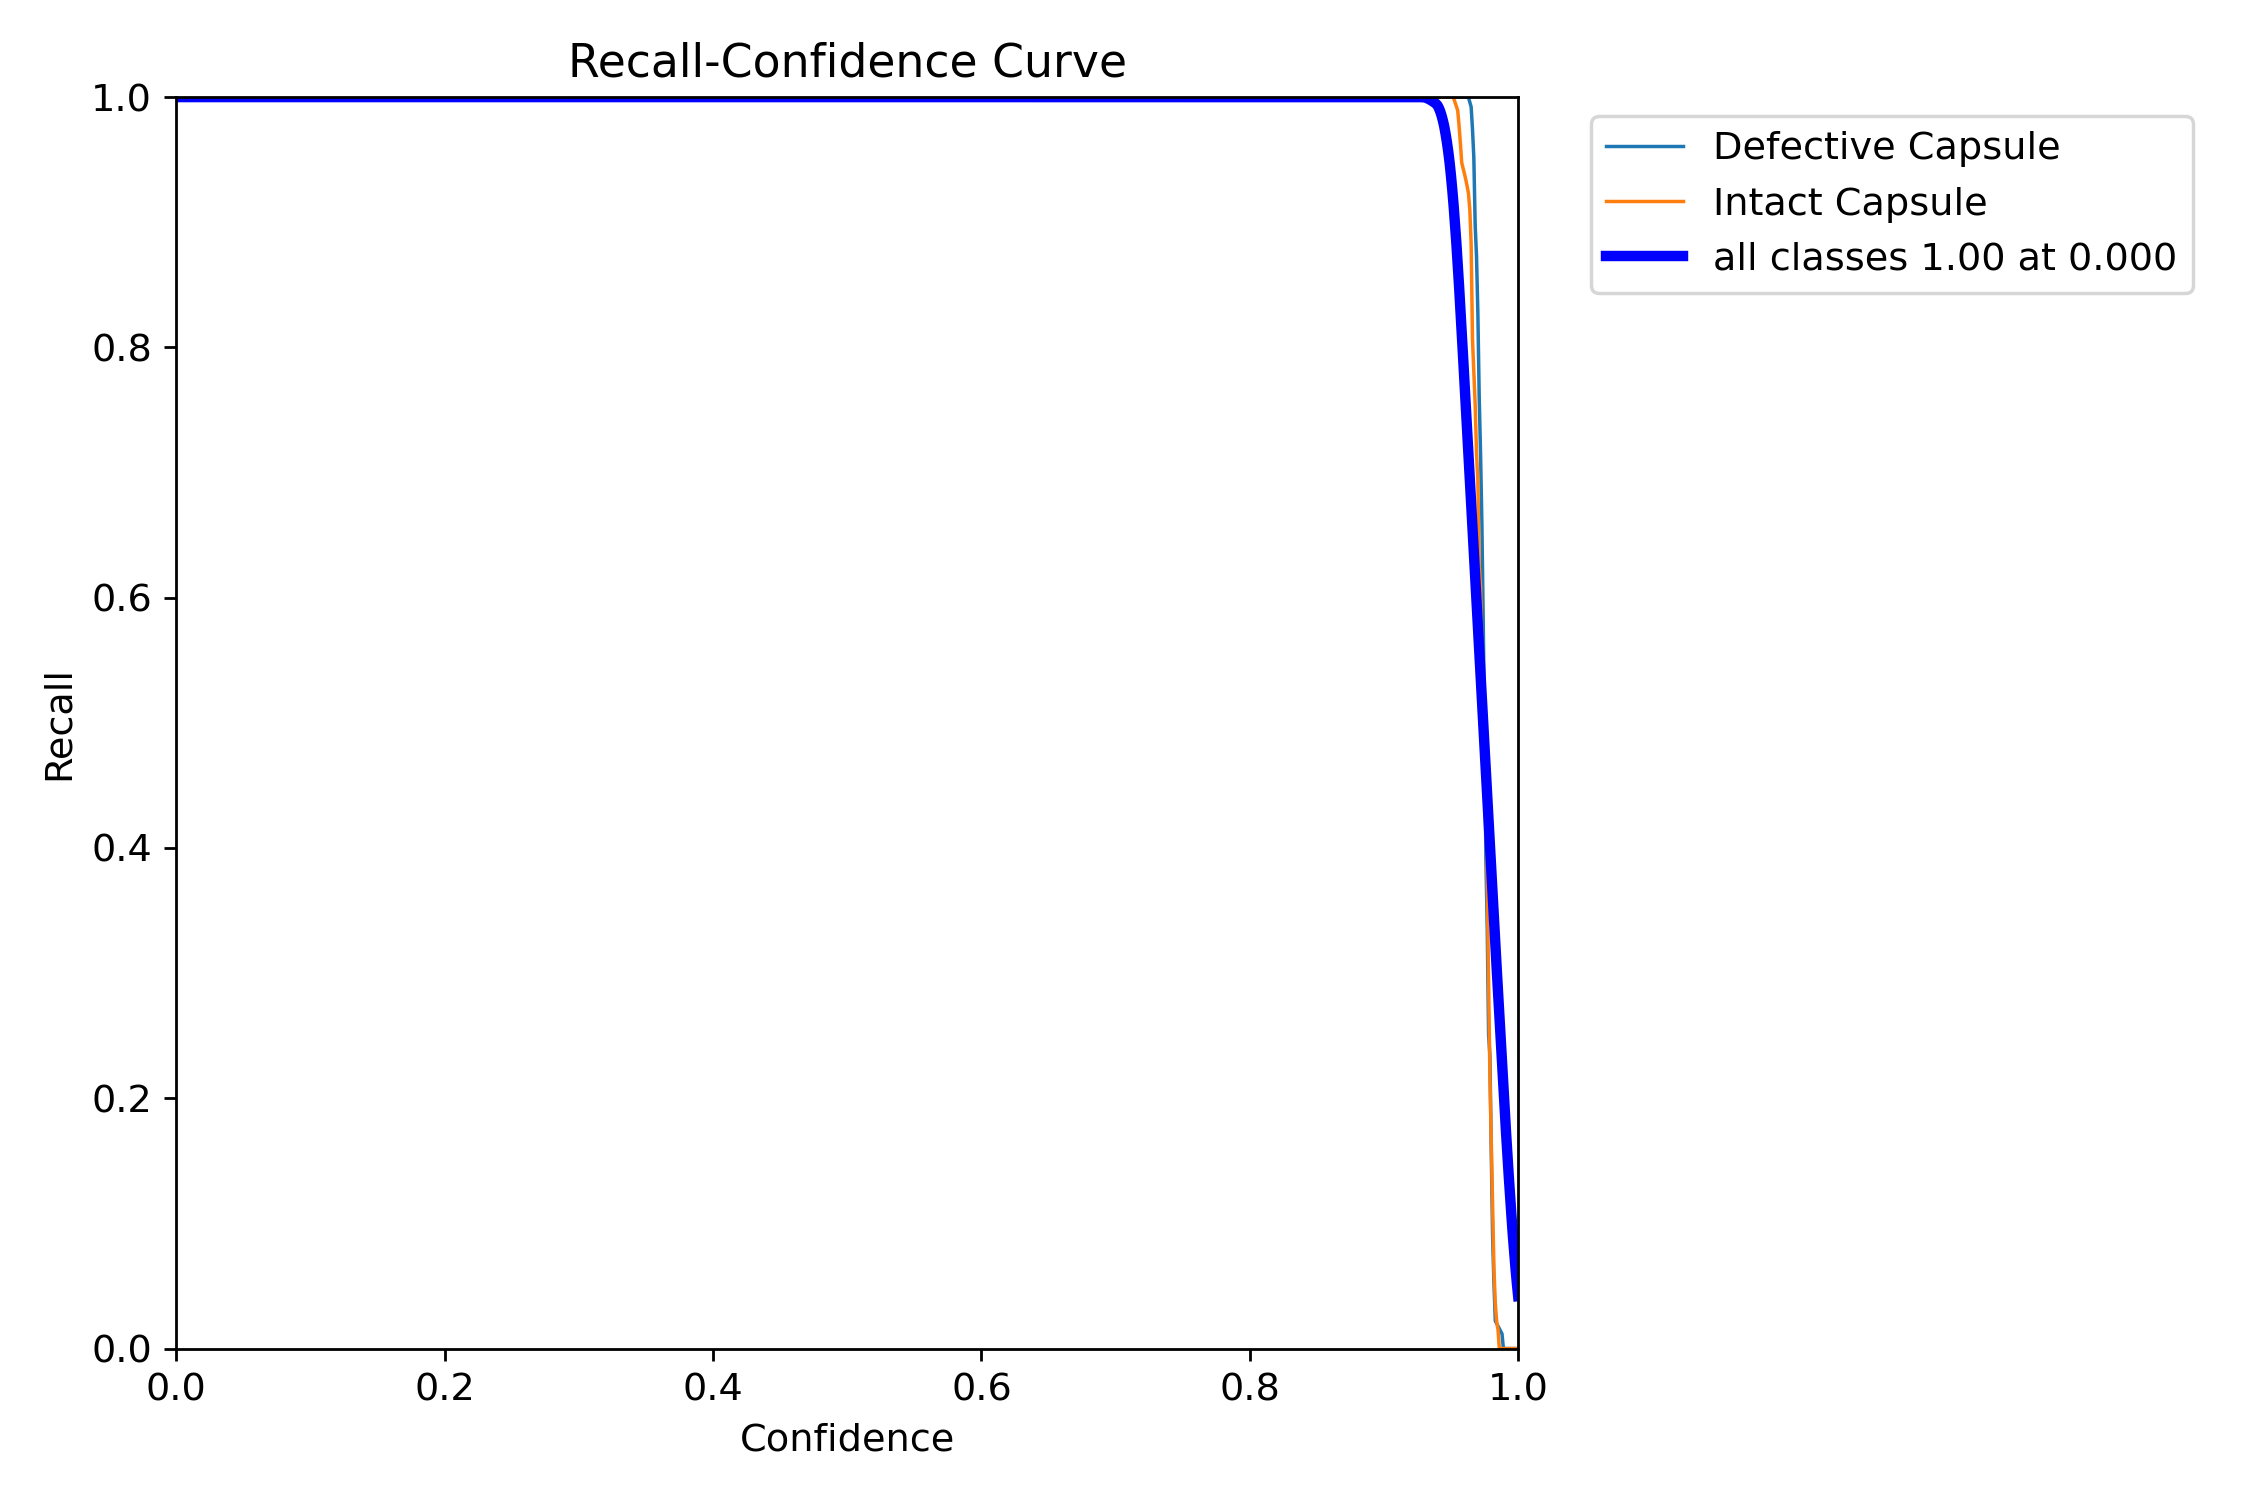 Recall-Confidence Curve
1.0
0.8
0.6
0.4
0.2
0.0
Recall
0.0 0.2 0.4 0.6 0.8 1.0
Confidence
Defective Capsule
Intact Capsule
all classes 1.00 at 0.000